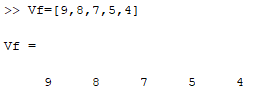 >> Vf=[9,8,7,5,4]
Vf =
9 8 7 5 4